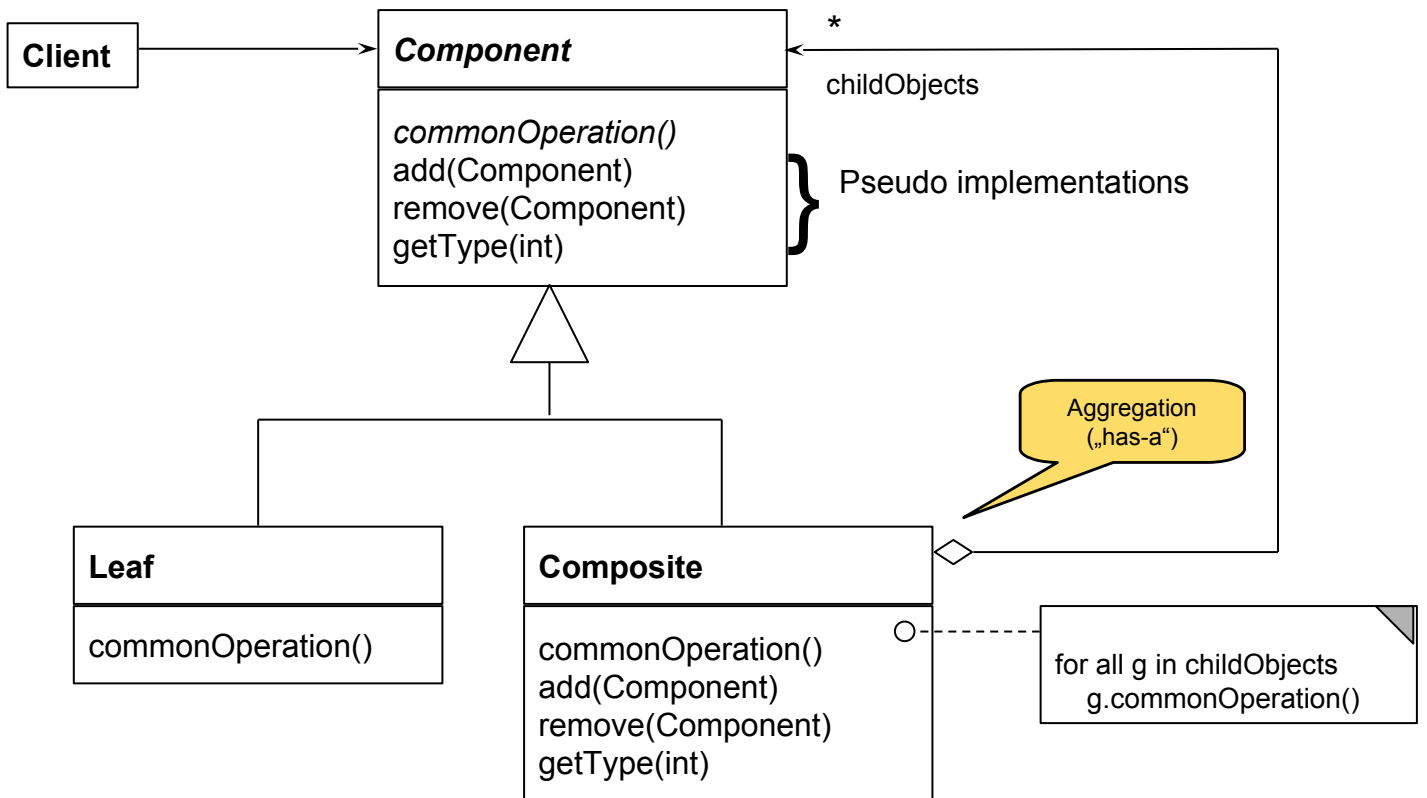 Client
Component
*
childObjects
commonOperation()
add(Component)
remove(Component)
getType(int)
} Pseudo implementations
Aggregation
(„has-a“)
Leaf
commonOperation()
Composite
commonOperation()
add(Component)
remove(Component)
getType(int)
for all g in childObjects
g.commonOperation()